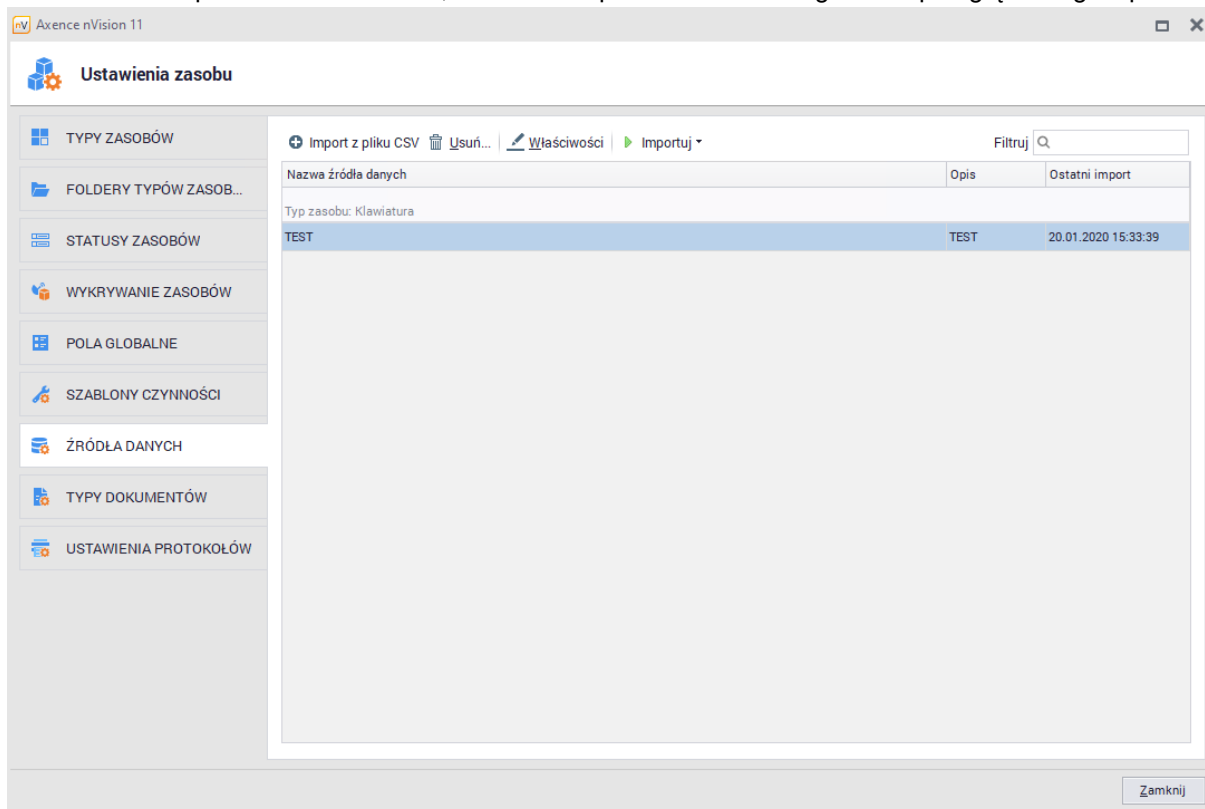 nV Axence nVision 11
Ustawienia zasobu
TYPY ZASOBÓW
FOLDERY TYPÓW ZASOB...
STATUSY ZASOBÓW
WYKRYWANIE ZASOBÓW
POLA GLOBALNE
SZABLONY CZYNNOŚCI
ŹRÓDŁA DANYCH
TYPY DOKUMENTÓW
USTAWIENIA PROTOKOŁÓW
Import z pliku CSV Usuń... Właściwości Importuj Filtruj
Nazwa źródła danych Opis Ostatni import
Typ zasobu: Klawiatura
TEST TEST 20.01.2020 15:33:39
Zamknij